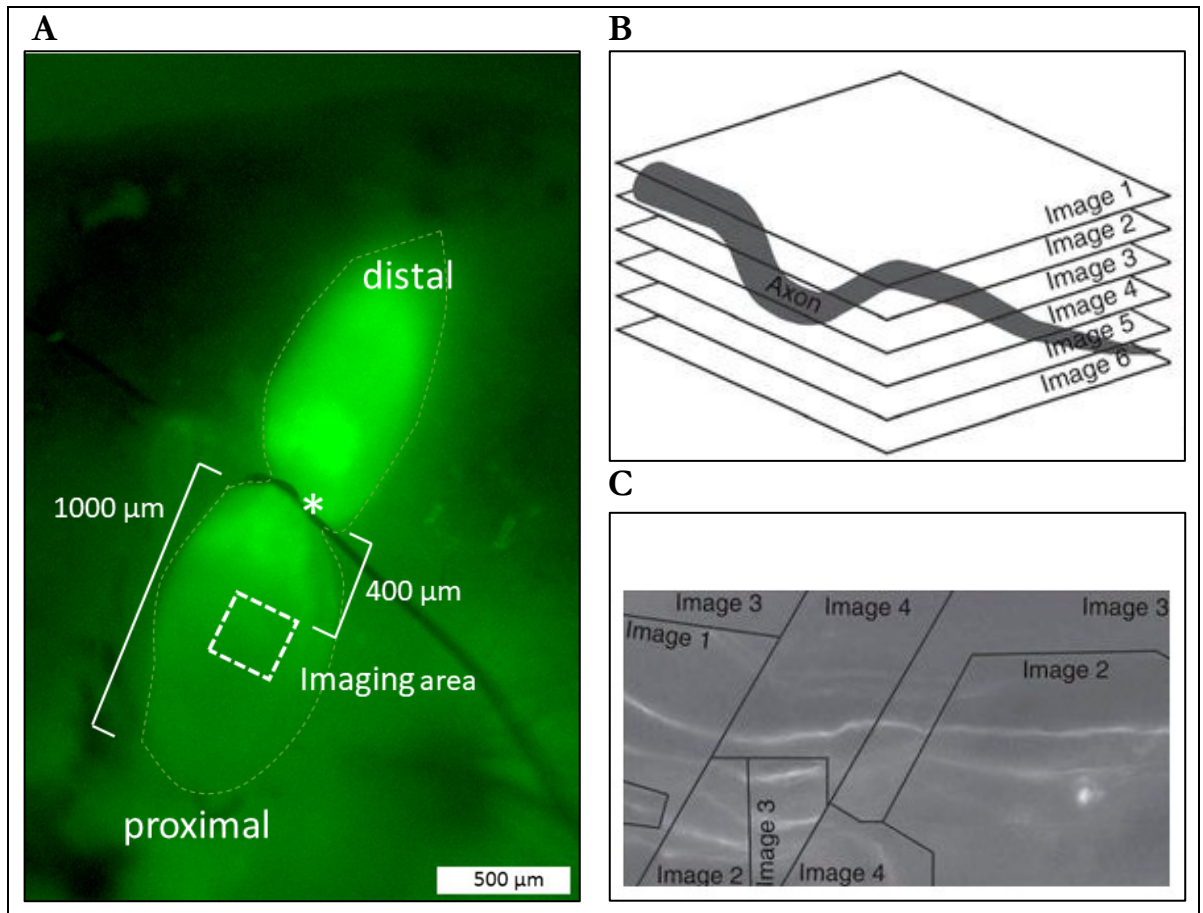 A
distal
*
1000 µm
400 µm
Imaging area
proximal
500 µm
B
Image 1
Image 2
Image 3
Image 4
Image 5
Image 6
Axon
C
Image 3
Image 4
Image 3
Image 1
Image 2
Image 3
Image 2
Image 4